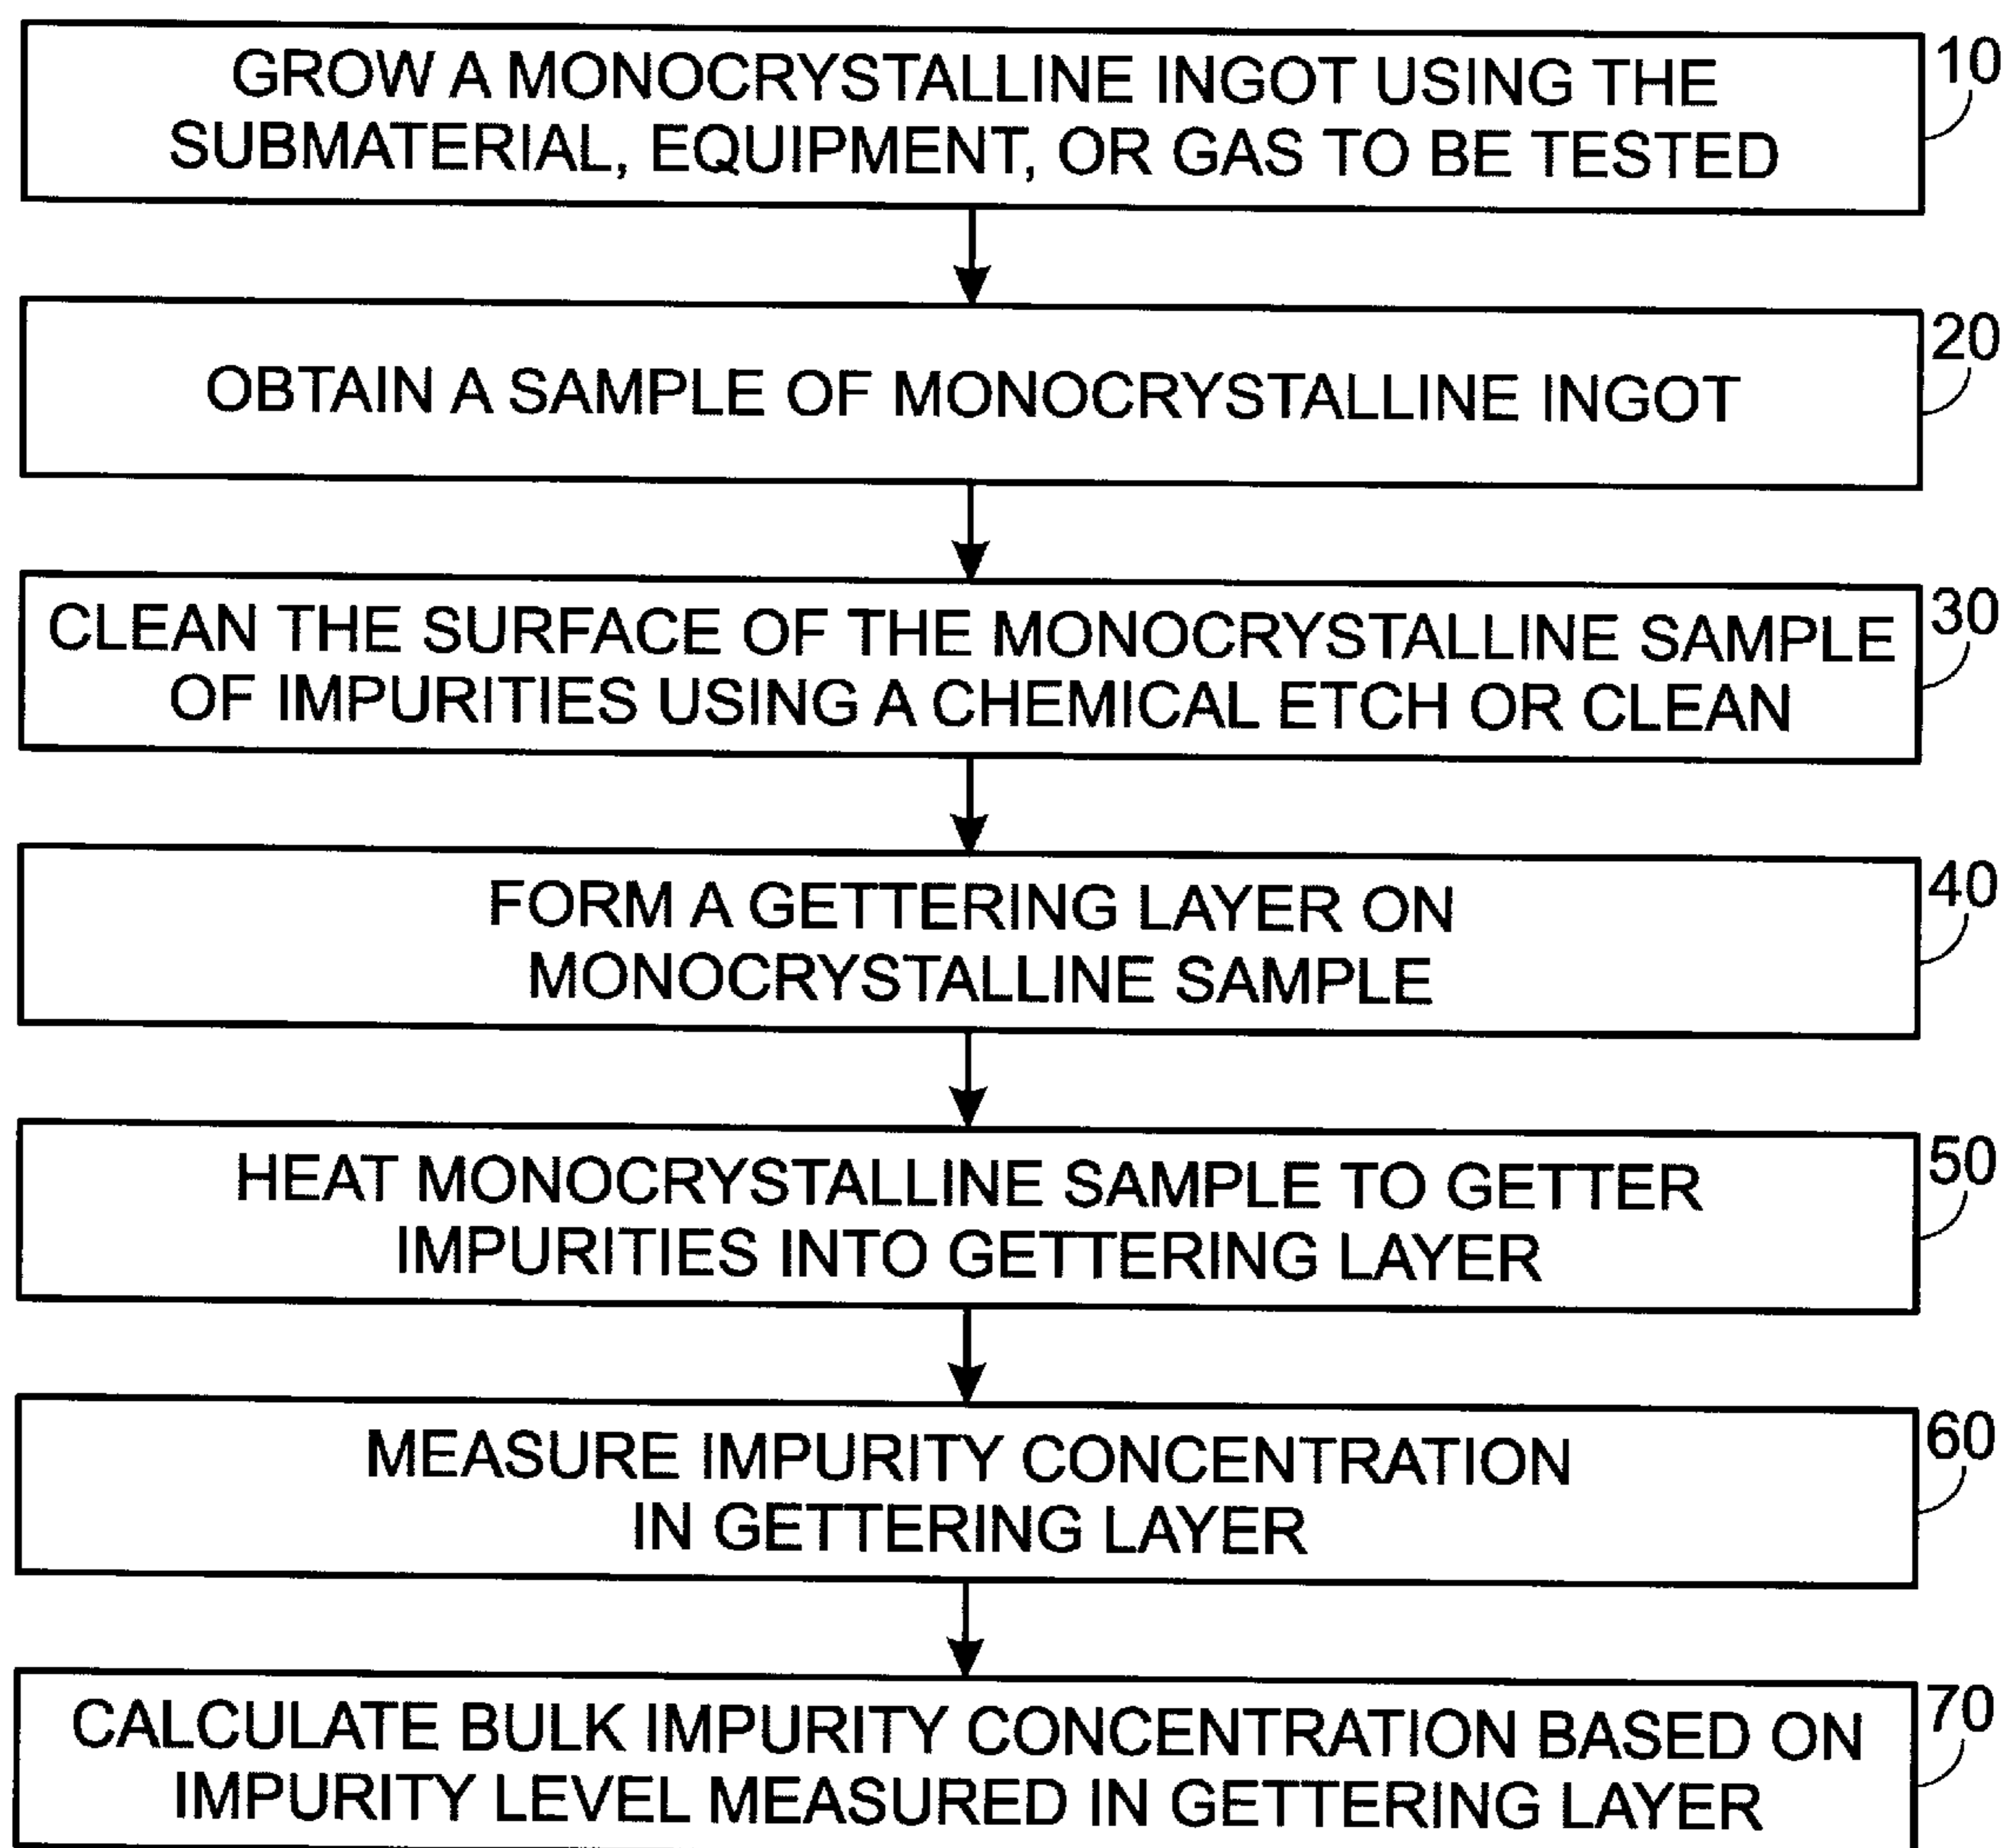 GROW A MONOCRYSTALLINE INGOT USING THE
SUBMATERIAL, EQUIPMENT, OR GAS TO BE TESTED
10
OBTAIN A SAMPLE OF MONOCRYSTALLINE INGOT
20
CLEAN THE SURFACE OF THE MONOCRYSTALLINE SAMPLE
OF IMPURITIES USING A CHEMICAL ETCH OR CLEAN
30
FORM A GETTERING LAYER ON
MONOCRYSTALLINE SAMPLE
40
HEAT MONOCRYSTALLINE SAMPLE TO GETTER
IMPURITIES INTO GETTERING LAYER
50
MEASURE IMPURITY CONCENTRATION
IN GETTERING LAYER
60
CALCULATE BULK IMPURITY CONCENTRATION BASED ON
IMPURITY LEVEL MEASURED IN GETTERING LAYER
70